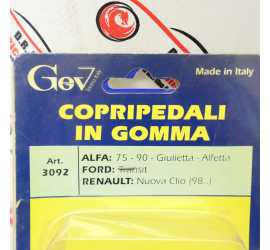 Gev
Made in Italy
COPRIPEDALI
IN GOMMA
Art.
3092
ALFA: 75 - 90 - Giulietta - Alfetta
FORD: Transit
RENAULT: Nuova Clio (98..)